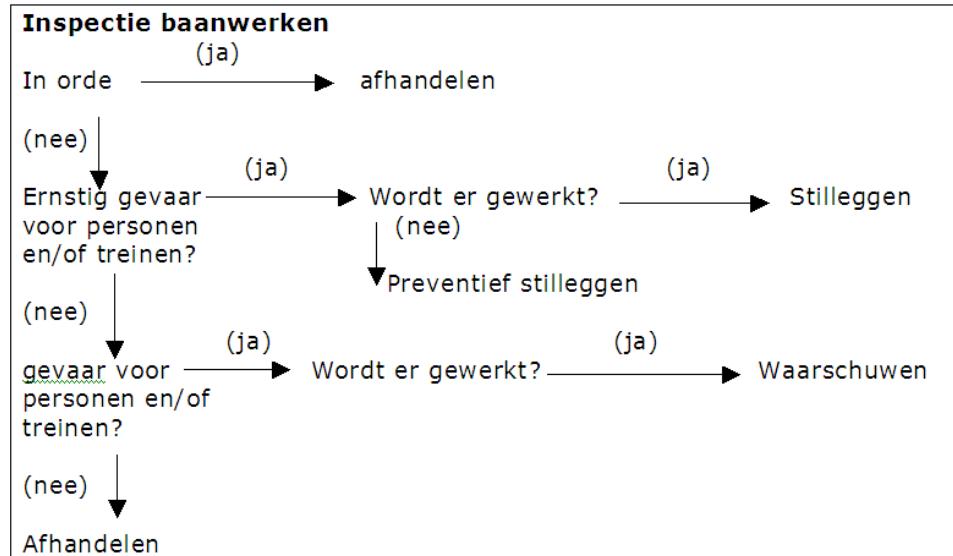 Inspectie baanwerken
(ja)
In orde afhandelen
(nee)
(ja) (ja)
Ernstig gevaar Wordt er gewerkt? Stilleggen
voor personen (nee)
en/of treinen?
Preventief stilleggen
(nee)
(ja) (ja)
gevaar voor Wordt er gewerkt? Waarschuwen
personen en/of
treinen?
(nee)
Afhandelen